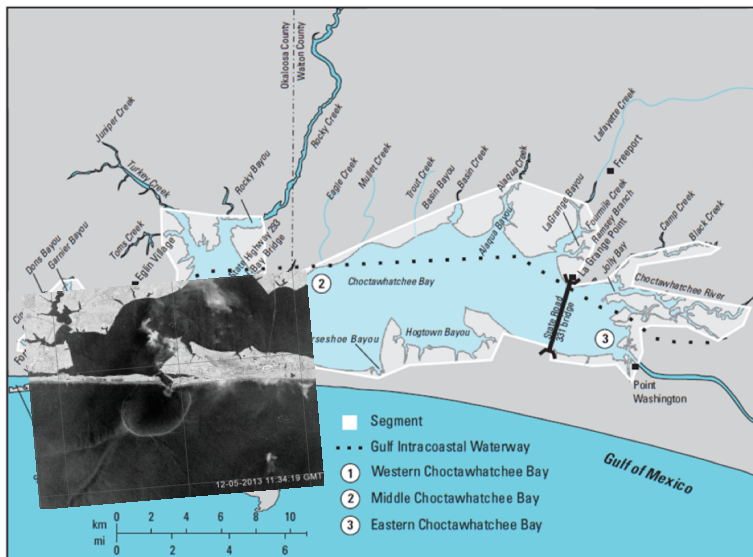 Okaloosa County
Walton County
Juniper Creek
Turkey Creek
Rocky Bayou
Rocky Creek
Eagle Creek
Mullet Creek
Trout Creek
Basin Bayou
Basin Creek
Alaqua Creek
Alaqua Bayou
LaGrange Bayou
Lafayette Creek
Freeport
Fourmile Creek
Ramsey Branch
La Grange Point
Jolly Bay
Camp Creek
Black Creek
Choctawhatchee River
Dons Bayou
Garnier Bayou
Toms Creek
Eglin Village
Highway 293
Bay Bridge
2
Choctawhatchee Bay
Hogtown Bayou
State Road
331 bridge
3
Point
Washington
Gulf of Mexico
12-05-2013 11:34:19 GMT
Segment
Gulf Intracoastal Waterway
1 Western Choctawhatchee Bay
2 Middle Choctawhatchee Bay
3 Eastern Choctawhatchee Bay
km 0 2 4 6 8 10
mi 0 2 4 6